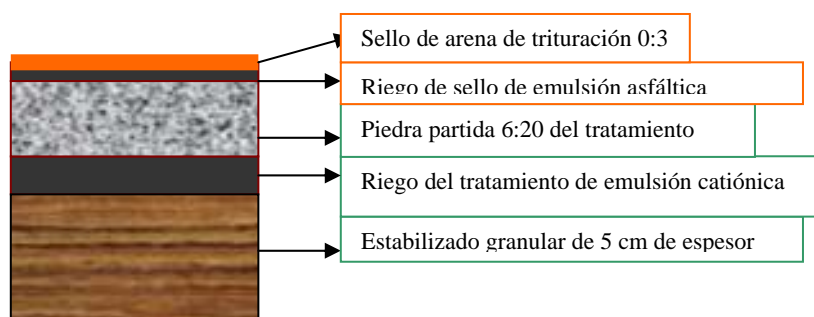 Sello de arena de trituración 0:3
Riego de sello de emulsión asfáltica
Piedra partida 6:20 del tratamiento
Riego del tratamiento de emulsión catiónica
Estabilizado granular de 5 cm de espesor